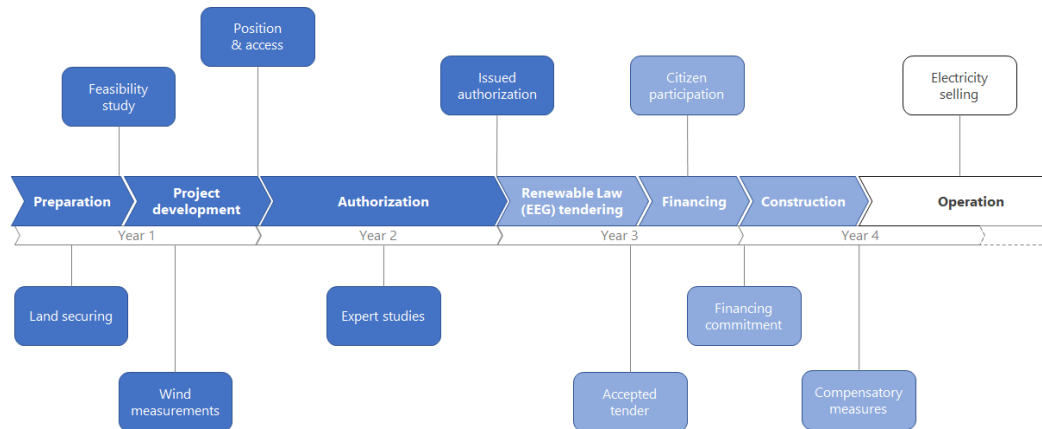 Position
& access
Feasibility
study
Issued
authorization
Citizen
participation
Electricity
selling
Preparation
Project
development
Authorization
Renewable Law
(EEG) tendering
Financing
Construction
Operation
Year 1
Year 2
Year 3
Year 4
Land securing
Expert studies
Financing
commitment
Wind
measurements
Accepted
tender
Compensatory
measures